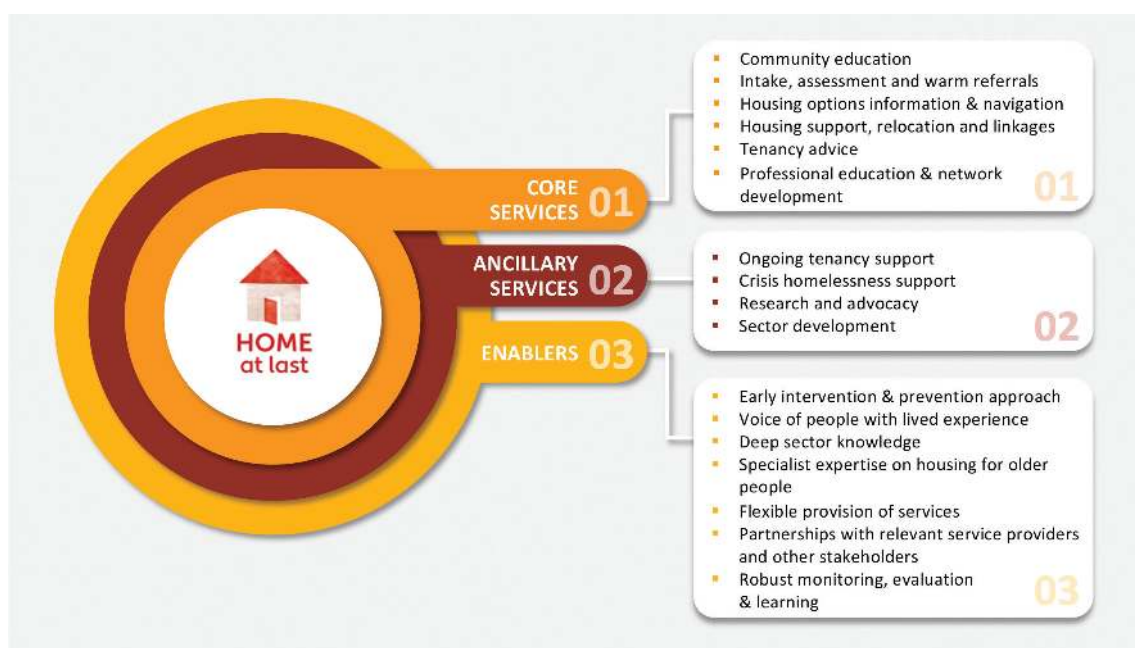 HOME
at last
CORE
SERVICES 01
ANCILLARY
SERVICES 02
ENABLERS 03
Community education
Intake, assessment and warm referrals
Housing options information & navigation
Housing support, relocation and linkages
Tenancy advice
Professional education & network
development
01
Ongoing tenancy support
Crisis homelessness support
Research and advocacy
Sector development
02
Early intervention & prevention approach
Voice of people with lived experience
Deep sector knowledge
Specialist expertise on housing for older
people
Flexible provision of services
Partnerships with relevant service providers
and other stakeholders
Robust monitoring, evaluation
& learning
03